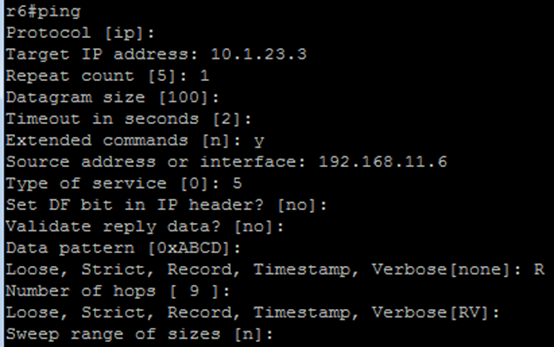 r6#ping
Protocol [ip]:
Target IP address: 10.1.23.3
Repeat count [5]: 1
Datagram size [100]:
Timeout in seconds [2]:
Extended commands [n]: y
Source address or interface: 192.168.11.6
Type of service [0]: 5
Set DF bit in IP header? [no]:
Validate reply data? [no]:
Data pattern [0xABCD]:
Loose, Strict, Record, Timestamp, Verbose[none]: R
Number of hops [ 9 ]:
Loose, Strict, Record, Timestamp, Verbose[RV]:
Sweep range of sizes [n]: